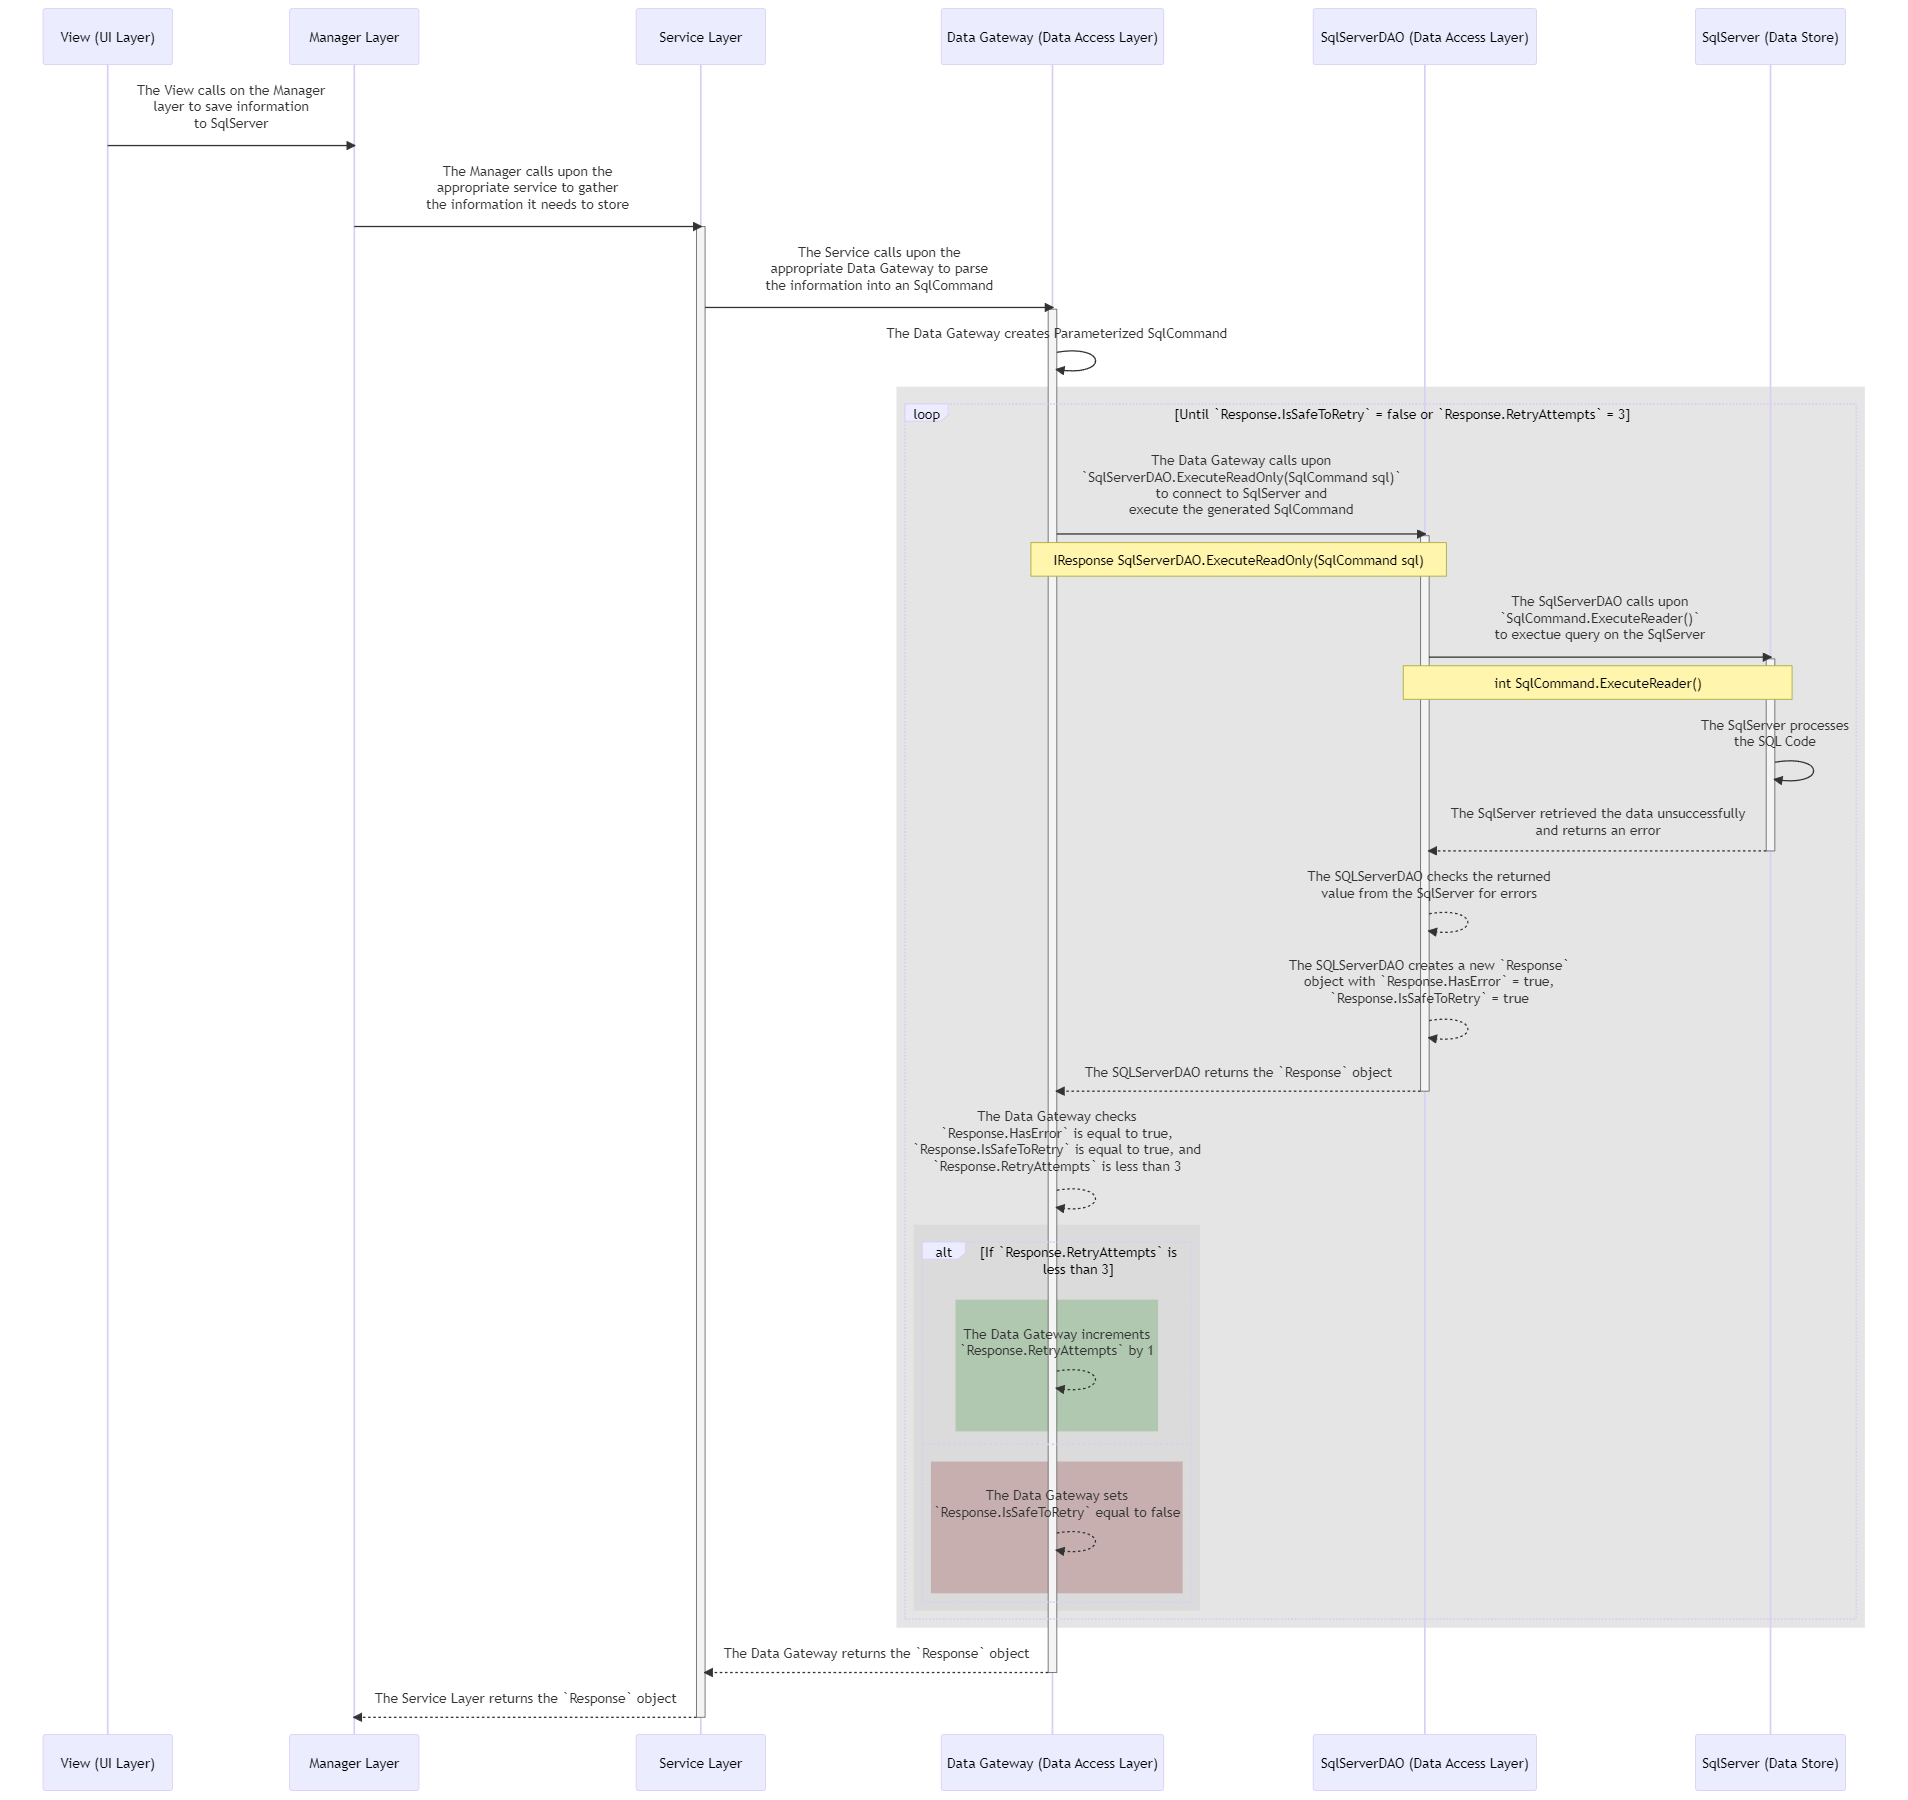 View (UI Layer)
Manager Layer
Service Layer
Data Gateway (Data Access Layer)
SqlServerDAO (Data Access Layer)
SqlServer (Data Store)
The View calls on the Manager
layer to save information
to SqlServer
The Manager calls upon the
appropriate service to gather
the information it needs to store
The Service calls upon the
appropriate Data Gateway to parse
the information into an SqlCommand
The Data Gateway creates Parameterized SqlCommand
loop
[Until `Response.IsSafeToRetry` = false or `Response.RetryAttempts` = 3]
The Data Gateway calls upon
`SqlServerDAO.ExecuteReadOnly(SqlCommand sql)`
to connect to SqlServer and
execute the generated SqlCommand
IResponse SqlServerDAO.ExecuteReadOnly(SqlCommand sql)
The SqlServerDAO calls upon
`SqlCommand.ExecuteReader()`
to exectue query on the SqlServer
int SqlCommand.ExecuteReader()
The SqlServer processes
the SQL Code
The SqlServer retrieved the data unsuccessfully
and returns an error
The SQLServerDAO checks the returned
value from the SqlServer for errors
The SQLServerDAO creates a new `Response`
object with `Response.HasError` = true,
`Response.IsSafeToRetry` = true
The SQLServerDAO returns the `Response` object
The Data Gateway checks
`Response.HasError` is equal to true,
`Response.IsSafeToRetry` is equal to true, and
`Response.RetryAttempts` is less than 3
alt
[If `Response.RetryAttempts` is
less than 3]
The Data Gateway increments
`Response.RetryAttempts` by 1
The Data Gateway sets
`Response.IsSafeToRetry` equal to false
The Data Gateway returns the `Response` object
The Service Layer returns the `Response` object
View (UI Layer)
Manager Layer
Service Layer
Data Gateway (Data Access Layer)
SqlServerDAO (Data Access Layer)
SqlServer (Data Store)